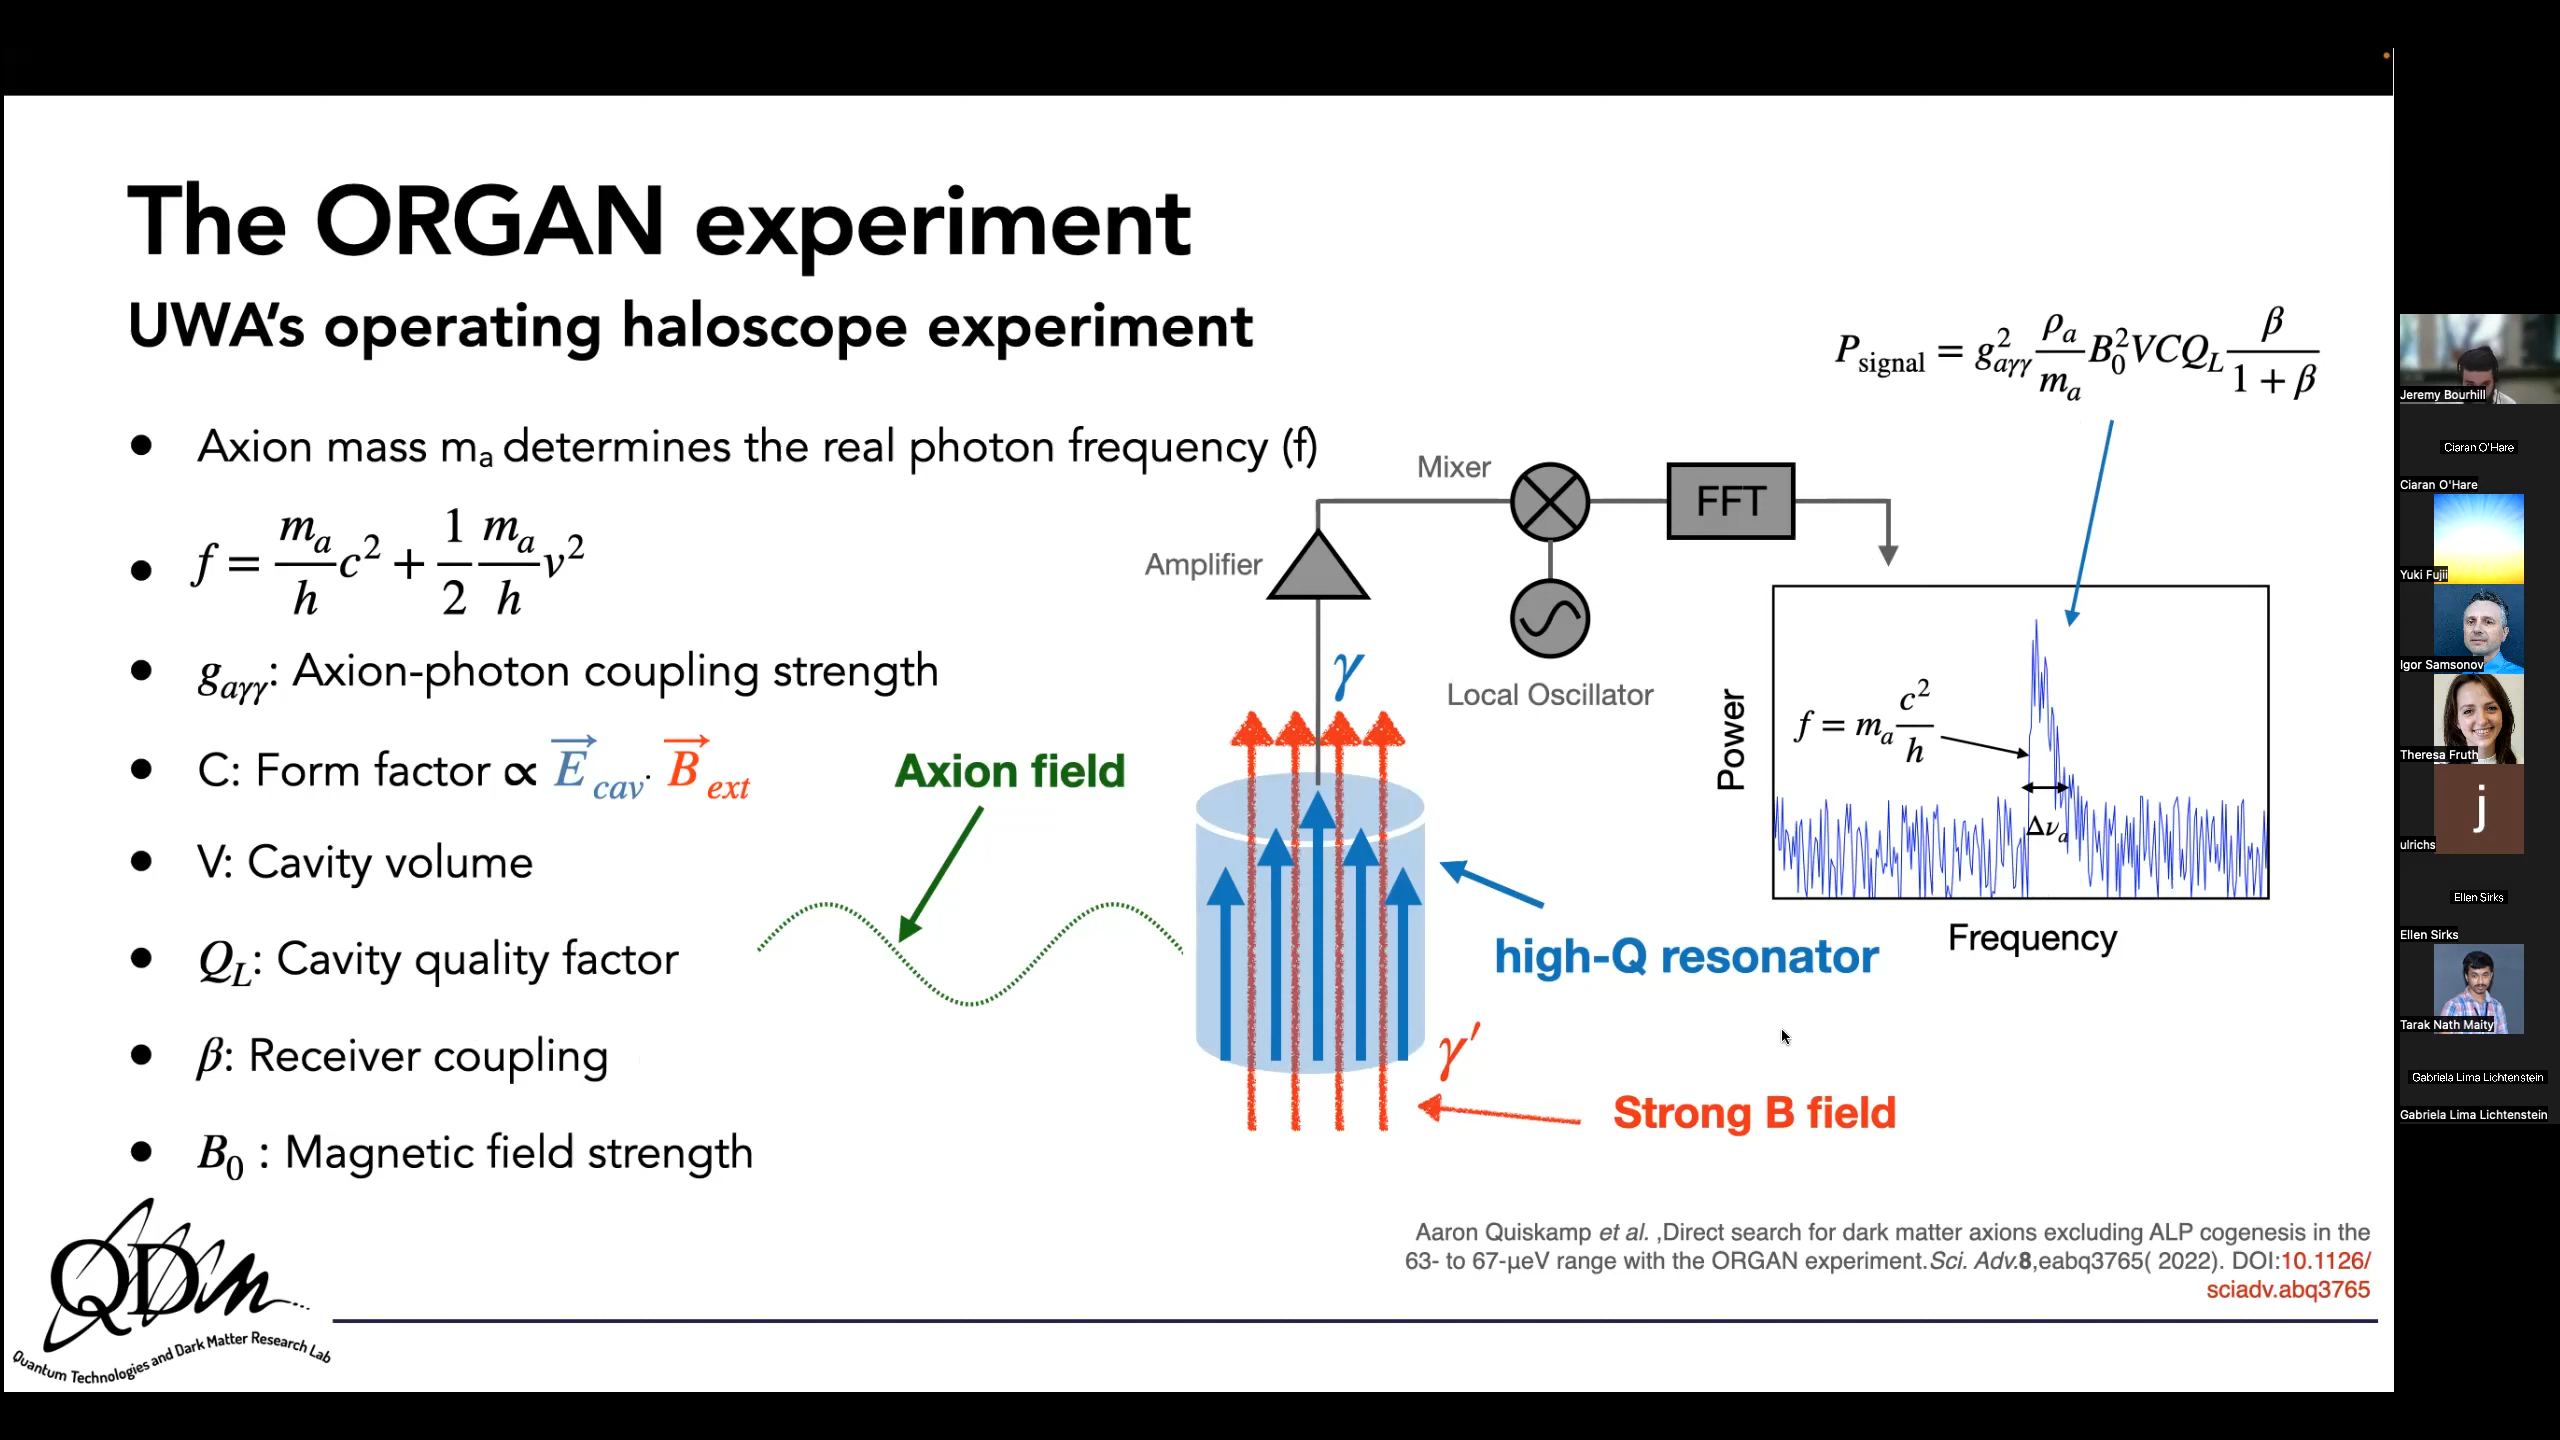 The ORGAN experiment
UWA's operating haloscope experiment
P_signal = g²_aγγ ρ_a/m_a B_0² V C Q_L β/(1 + β)
● Axion mass m_a determines the real photon frequency (f)
● f = m_a/h c² + 1/2 m_a/h v²
● g_aγγ: Axion-photon coupling strength
● C: Form factor ∝ E⃗_cav · B⃗_ext
● V: Cavity volume
● Q_L: Cavity quality factor
● β: Receiver coupling
● B_0 : Magnetic field strength
Mixer
FFT
Amplifier
Local Oscillator
γ
Axion field
high-Q resonator
γ′
Strong B field
Power
f = m_a c²/h
Δν_a
Frequency
Aaron Quiskamp et al. ,Direct search for dark matter axions excluding ALP cogenesis in the
63- to 67-μeV range with the ORGAN experiment.Sci. Adv.8,eabq3765( 2022). DOI:10.1126/
sciadv.abq3765
QDM
Quantum Technologies and Dark Matter Research Lab
Jeremy Bourhill
Ciaran O'Hare
Ciaran O'Hare
Yuki Fujii
Igor Samsonov
Theresa Fruth
j
ulrichs
Ellen Sirks
Ellen Sirks
Tarak Nath Maity
Gabriela Lima Lichtenstein
Gabriela Lima Lichtenstein